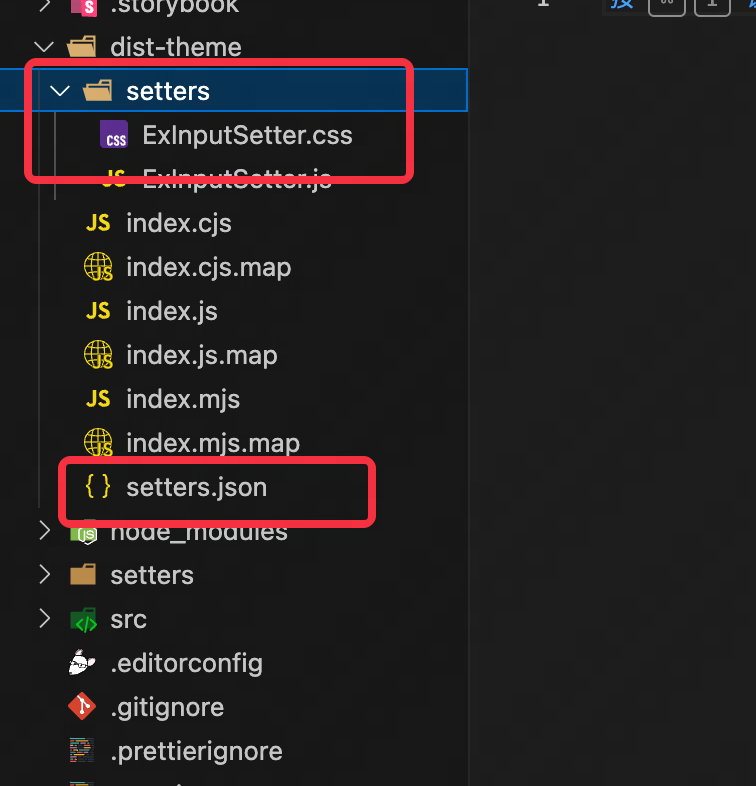 .storybook
1
按
⌘
I
dist-theme
setters
css ExInputSetter.css
JS ExInputSetter.js
JS index.cjs
JS index.cjs.map
JS index.js
JS index.js.map
JS index.mjs
JS index.mjs.map
{ } setters.json
node_modules
setters
src
.editorconfig
.gitignore
.prettierignore